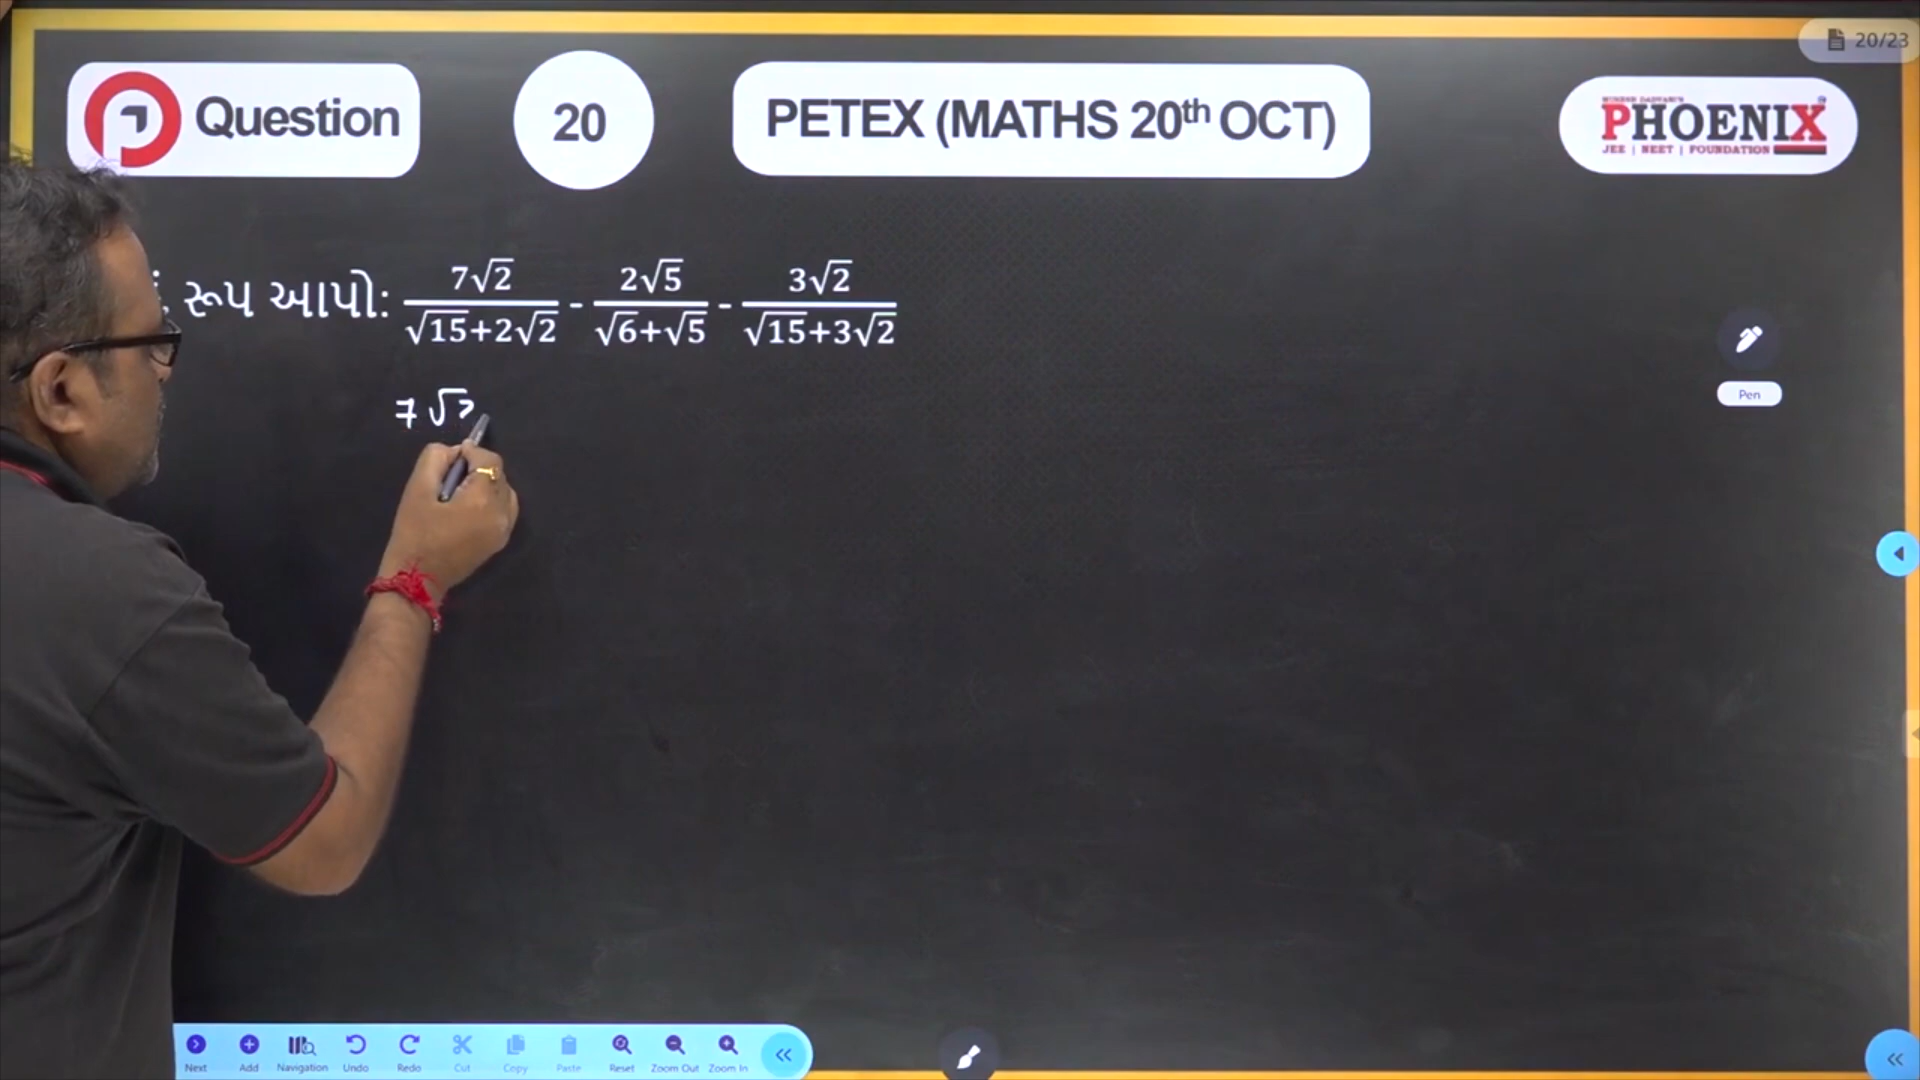 20/23
Question
20
PETEX (MATHS 20th OCT)
PHOENIX
JEE | NEET | FOUNDATION
રૂપ આપો: 7√2/(√15+2√2) - 2√5/(√6+√5) - 3√2/(√15+3√2)
7√2
Pen
Next Add Navigation Undo Redo Cut Copy Paste Reset Zoom Out Zoom In